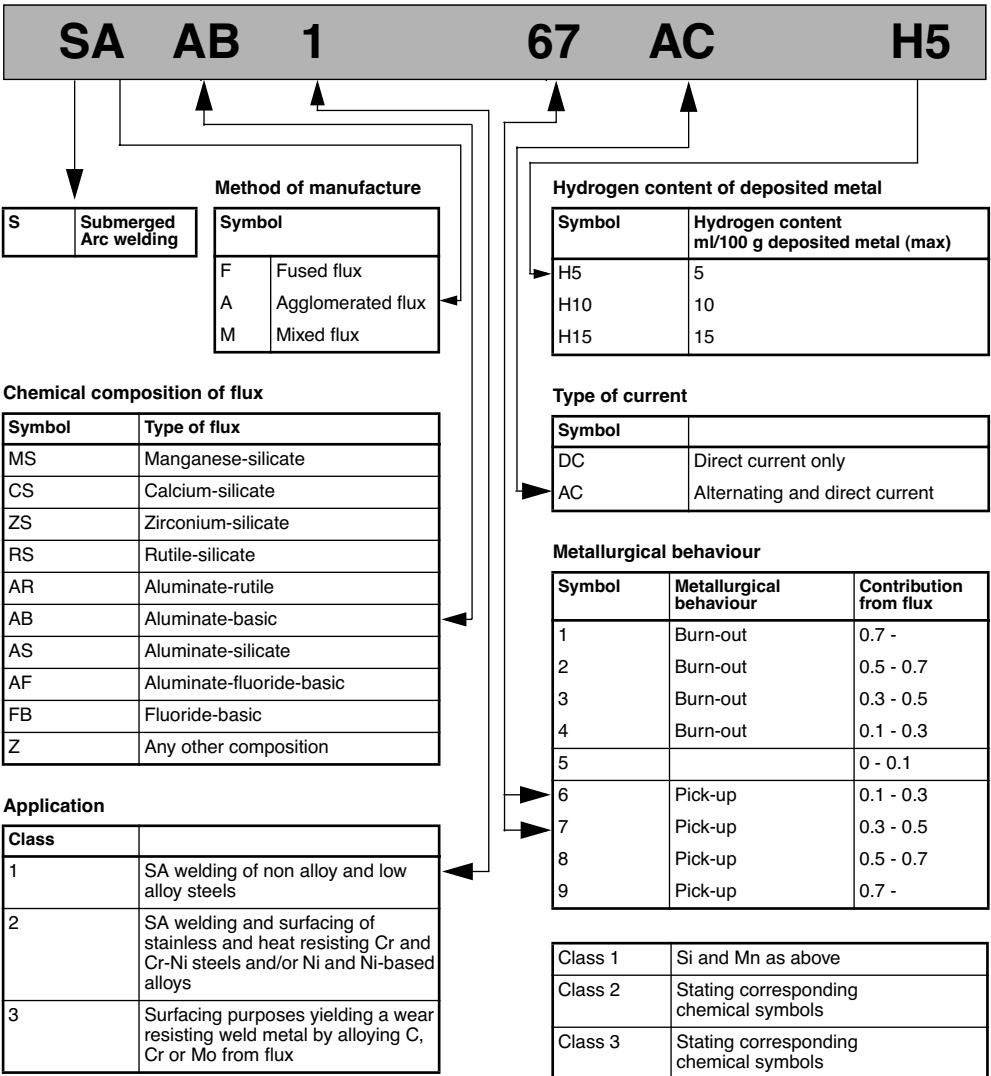 SA AB 1 67 AC H5
S Submerged
Arc welding
Method of manufacture
Symbol
F Fused flux
A Agglomerated flux
M Mixed flux
Hydrogen content of deposited metal
Symbol Hydrogen content
ml/100 g deposited metal (max)
H5 5
H10 10
H15 15
Chemical composition of flux
Symbol Type of flux
MS Manganese-silicate
CS Calcium-silicate
ZS Zirconium-silicate
RS Rutile-silicate
AR Aluminate-rutile
AB Aluminate-basic
AS Aluminate-silicate
AF Aluminate-fluoride-basic
FB Fluoride-basic
Z Any other composition
Type of current
Symbol
DC Direct current only
AC Alternating and direct current
Metallurgical behaviour
Symbol Metallurgical Contribution
behaviour from flux
1 Burn-out 0.7 -
2 Burn-out 0.5 - 0.7
3 Burn-out 0.3 - 0.5
4 Burn-out 0.1 - 0.3
5 0 - 0.1
6 Pick-up 0.1 - 0.3
7 Pick-up 0.3 - 0.5
8 Pick-up 0.5 - 0.7
9 Pick-up 0.7 -
Application
Class
1 SA welding of non alloy and low
alloy steels
2 SA welding and surfacing of
stainless and heat resisting Cr and
Cr-Ni steels and/or Ni and Ni-based
alloys
3 Surfacing purposes yielding a wear
resisting weld metal by alloying C,
Cr or Mo from flux
Class 1 Si and Mn as above
Class 2 Stating corresponding
chemical symbols
Class 3 Stating corresponding
chemical symbols